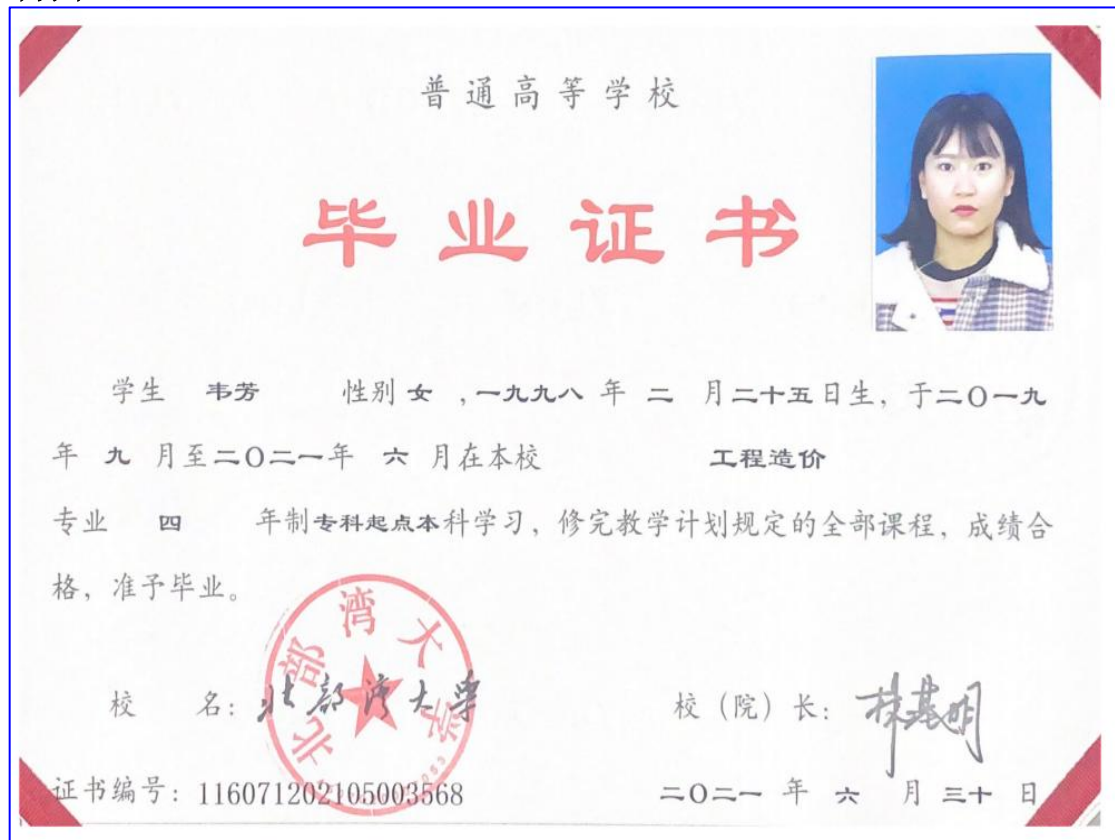 普通高等学校
毕业证书
学生 韦芳 性别 女 ,一九九八 年 二 月二十五日生, 于二〇一九
年 九 月至二〇二一年 六 月在本校 工程造价
专业 四 年制专科起点本科学习, 修完教学计划规定的全部课程, 成绩合
格, 准予毕业。
北部湾大学
校 名: 北部湾大学 校（院）长: 林基明
证书编号: 116071202105003568 二〇二一 年 六 月 三十 日